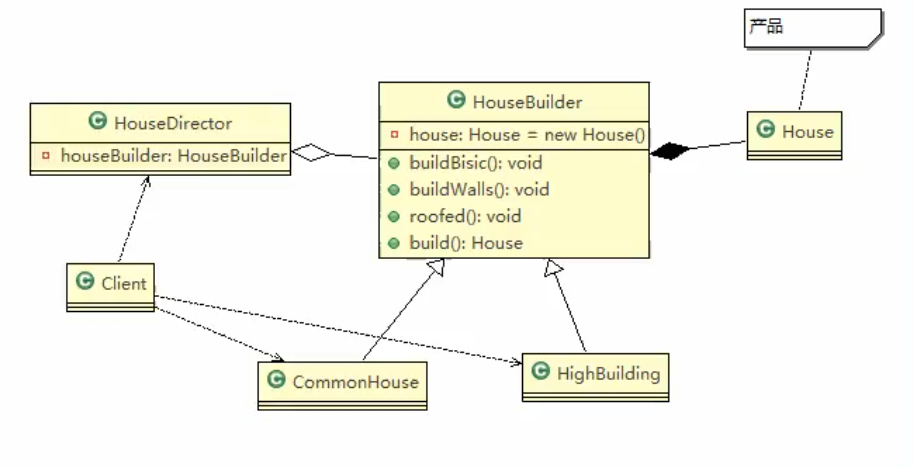 产品
HouseBuilder
HouseDirector
house: House = new House()
House
houseBuilder: HouseBuilder
buildBisic(): void
buildWalls(): void
roofed(): void
build(): House
Client
CommonHouse
HighBuilding